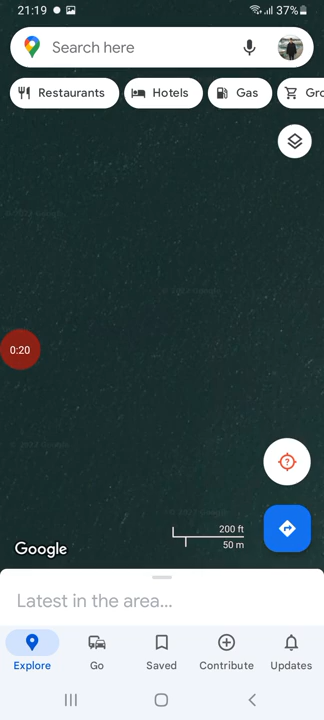 21:19
37%
Search here
Restaurants
Hotels
Gas
Gro
0:20
?
200 ft
50 m
Google
Latest in the area...
Explore
Go
Saved
Contribute
Updates